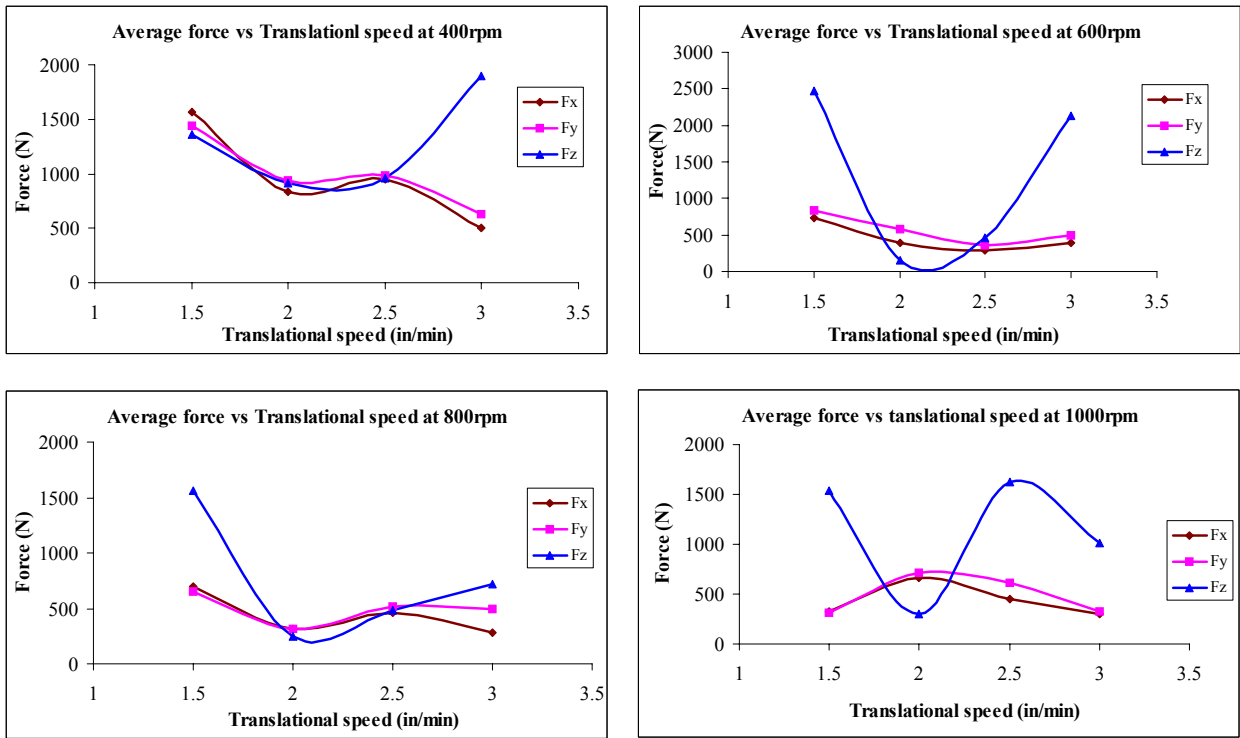 Average force vs Translationl speed at 400rpm
2000
1500
1000
500
0
Force (N)
1
1.5
2
2.5
3
3.5
Translational speed (in/min)
Fx
Fy
Fz
Average force vs Translational speed at 600rpm
3000
2500
2000
1500
1000
500
0
Force(N)
1
1.5
2
2.5
3
3.5
Translational speed (in/min)
Fx
Fy
Fz
Average force vs Translational speed at 800rpm
2000
1500
1000
500
0
Force (N)
1
1.5
2
2.5
3
3.5
Translational speed (in/min)
Fx
Fy
Fz
Average force vs tanslational speed at 1000rpm
2000
1500
1000
500
0
Force (N)
1
1.5
2
2.5
3
3.5
Translational speed (in/min)
Fx
Fy
Fz